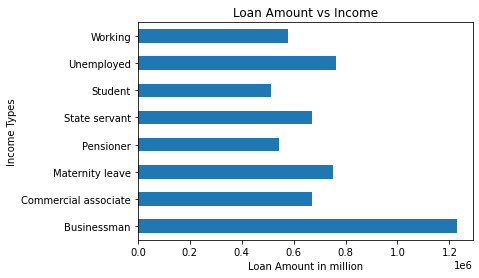 Loan Amount vs Income
Working
Unemployed
Student
State servant
Pensioner
Maternity leave
Commercial associate
Businessman
Income Types
0.0 0.2 0.4 0.6 0.8 1.0 1.2
1e6
Loan Amount in million